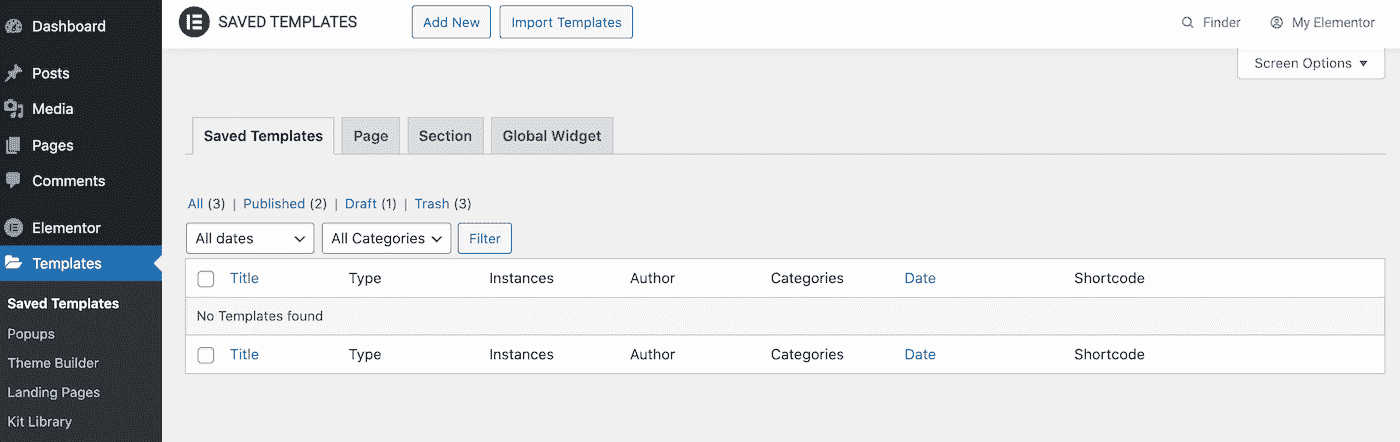 Dashboard
Posts
Media
Pages
Comments
Elementor
Templates
Saved Templates
Popups
Theme Builder
Landing Pages
Kit Library
SAVED TEMPLATES Add New Import Templates Finder My Elementor
Screen Options ▼
Saved Templates Page Section Global Widget
All (3) | Published (2) | Draft (1) | Trash (3)
All dates All Categories Filter
Title Type Instances Author Categories Date Shortcode
No Templates found
Title Type Instances Author Categories Date Shortcode